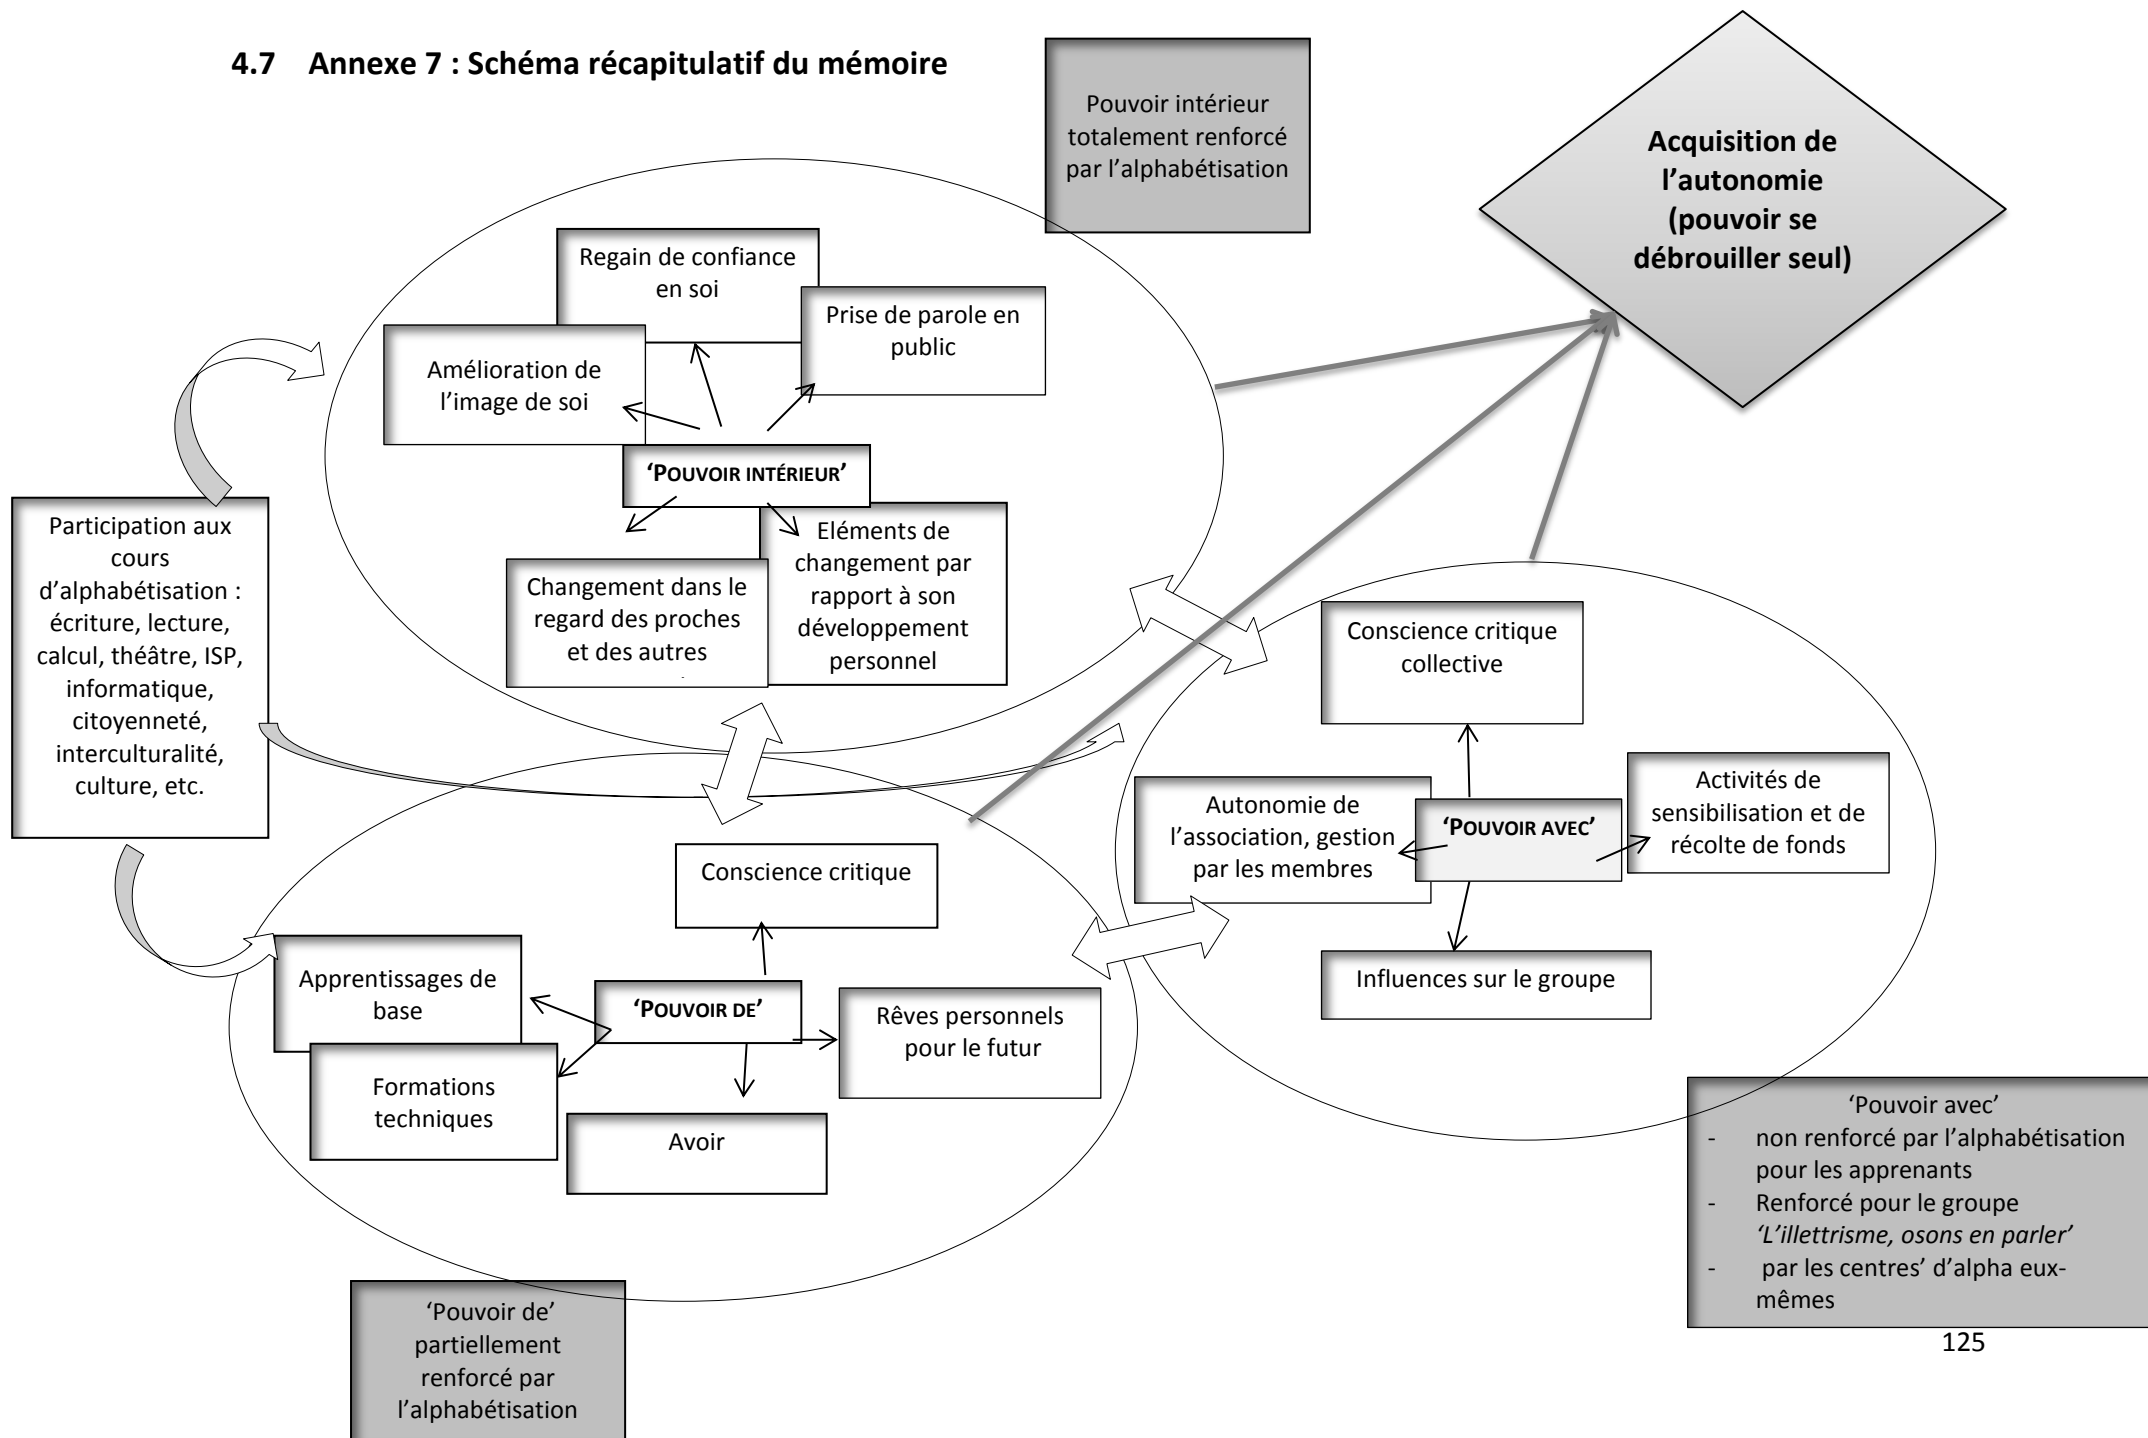 4.7 Annexe 7 : Schéma récapitulatif du mémoire
Pouvoir intérieur
totalement renforcé
par l’alphabétisation
Acquisition de
l’autonomie
(pouvoir se
débrouiller seul)
Regain de confiance
en soi
Prise de parole en
public
Amélioration de
l’image de soi
‘POUVOIR INTÉRIEUR’
Changement dans le
regard des proches
et des autres
Eléments de
changement par
rapport à son
développement
personnel
Participation aux
cours
d’alphabétisation :
écriture, lecture,
calcul, théâtre, ISP,
informatique,
citoyenneté,
interculturalité,
culture, etc.
Conscience critique
collective
Autonomie de
l’association, gestion
par les membres
‘POUVOIR AVEC’
Activités de
sensibilisation et de
récolte de fonds
Influences sur le groupe
Conscience critique
Apprentissages de
base
‘POUVOIR DE’
Rêves personnels
pour le futur
Formations
techniques
Avoir
‘Pouvoir avec’
- non renforcé par l’alphabétisation
pour les apprenants
- Renforcé pour le groupe
‘L’illettrisme, osons en parler’
- par les centres’ d’alpha eux-
mêmes
‘Pouvoir de’
partiellement
renforcé par
l’alphabétisation
125